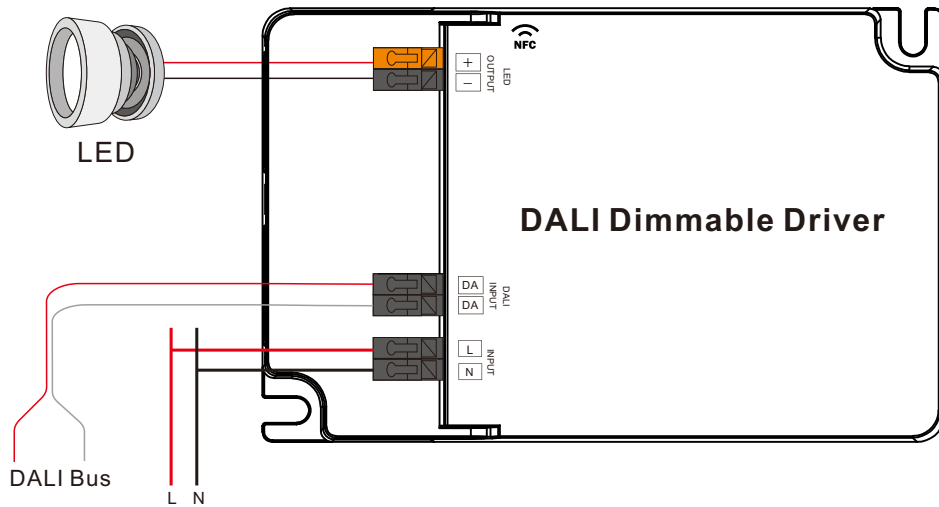 NFC
+
−
LED
OUTPUT
LED
DALI Dimmable Driver
DA
DA
DALI
INPUT
L
N
INPUT
DALI Bus
L N